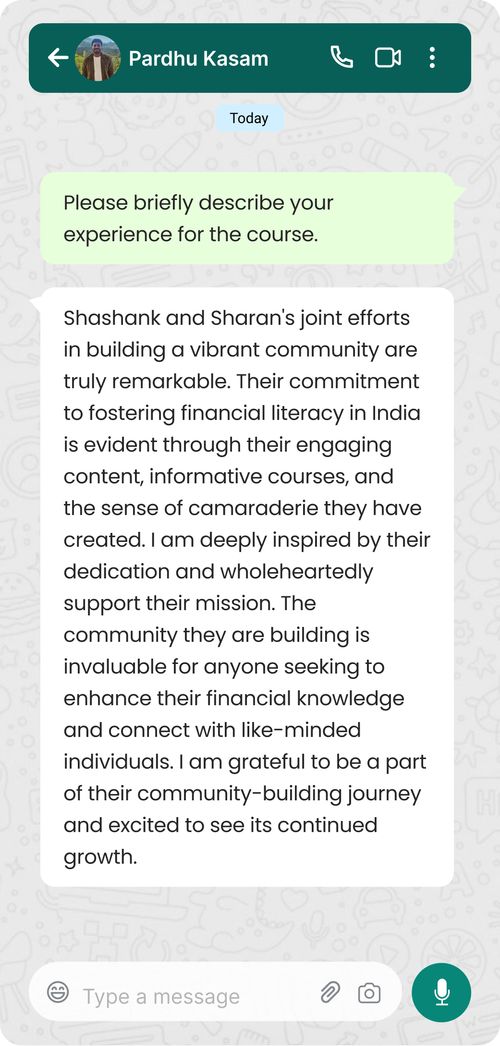 Pardhu Kasam
Today
Please briefly describe your
experience for the course.
Shashank and Sharan's joint efforts
in building a vibrant community are
truly remarkable. Their commitment
to fostering financial literacy in India
is evident through their engaging
content, informative courses, and
the sense of camaraderie they have
created. I am deeply inspired by their
dedication and wholeheartedly
support their mission. The
community they are building is
invaluable for anyone seeking to
enhance their financial knowledge
and connect with like-minded
individuals. I am grateful to be a part
of their community-building journey
and excited to see its continued
growth.
Type a message